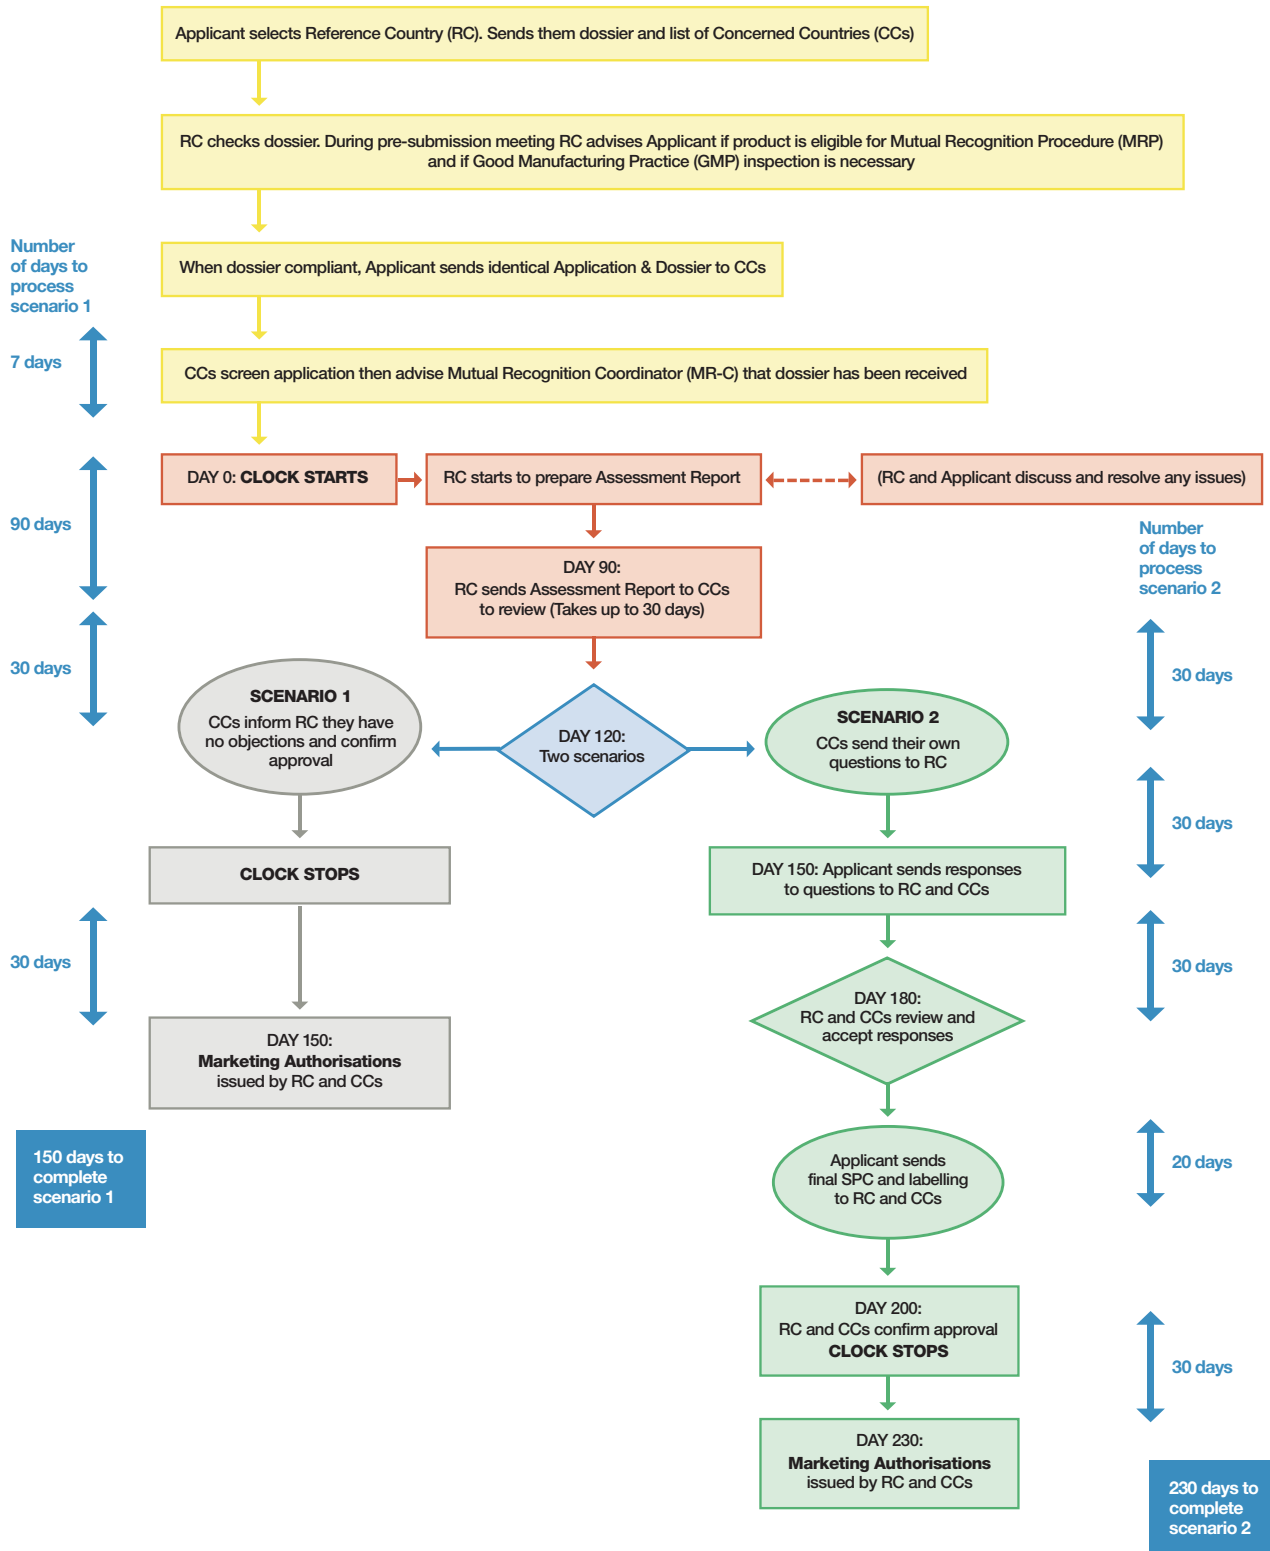 Applicant selects Reference Country (RC). Sends them dossier and list of Concerned Countries (CCs)
RC checks dossier. During pre-submission meeting RC advises Applicant if product is eligible for Mutual Recognition Procedure (MRP)
and if Good Manufacturing Practice (GMP) inspection is necessary
Number
of days to
process
scenario 1
When dossier compliant, Applicant sends identical Application & Dossier to CCs
7 days
CCs screen application then advise Mutual Recognition Coordinator (MR-C) that dossier has been received
DAY 0: CLOCK STARTS
RC starts to prepare Assessment Report
(RC and Applicant discuss and resolve any issues)
90 days
Number
of days to
process
scenario 2
DAY 90:
RC sends Assessment Report to CCs
to review (Takes up to 30 days)
30 days
30 days
SCENARIO 1
CCs inform RC they have
no objections and confirm
approval
DAY 120:
Two scenarios
SCENARIO 2
CCs send their own
questions to RC
30 days
CLOCK STOPS
DAY 150: Applicant sends responses
to questions to RC and CCs
30 days
30 days
DAY 180:
RC and CCs review and
accept responses
DAY 150:
Marketing Authorisations
issued by RC and CCs
150 days to
complete
scenario 1
Applicant sends
final SPC and labelling
to RC and CCs
20 days
DAY 200:
RC and CCs confirm approval
CLOCK STOPS
30 days
DAY 230:
Marketing Authorisations
issued by RC and CCs
230 days to
complete
scenario 2